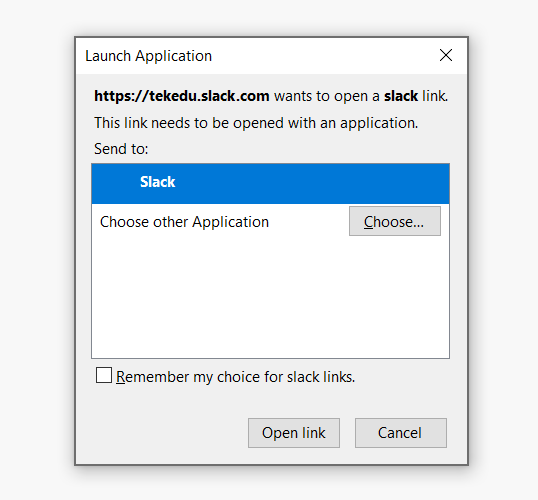 Launch Application
https://tekedu.slack.com wants to open a slack link.
This link needs to be opened with an application.
Send to:
Slack
Choose other Application
Choose...
Remember my choice for slack links.
Open link
Cancel